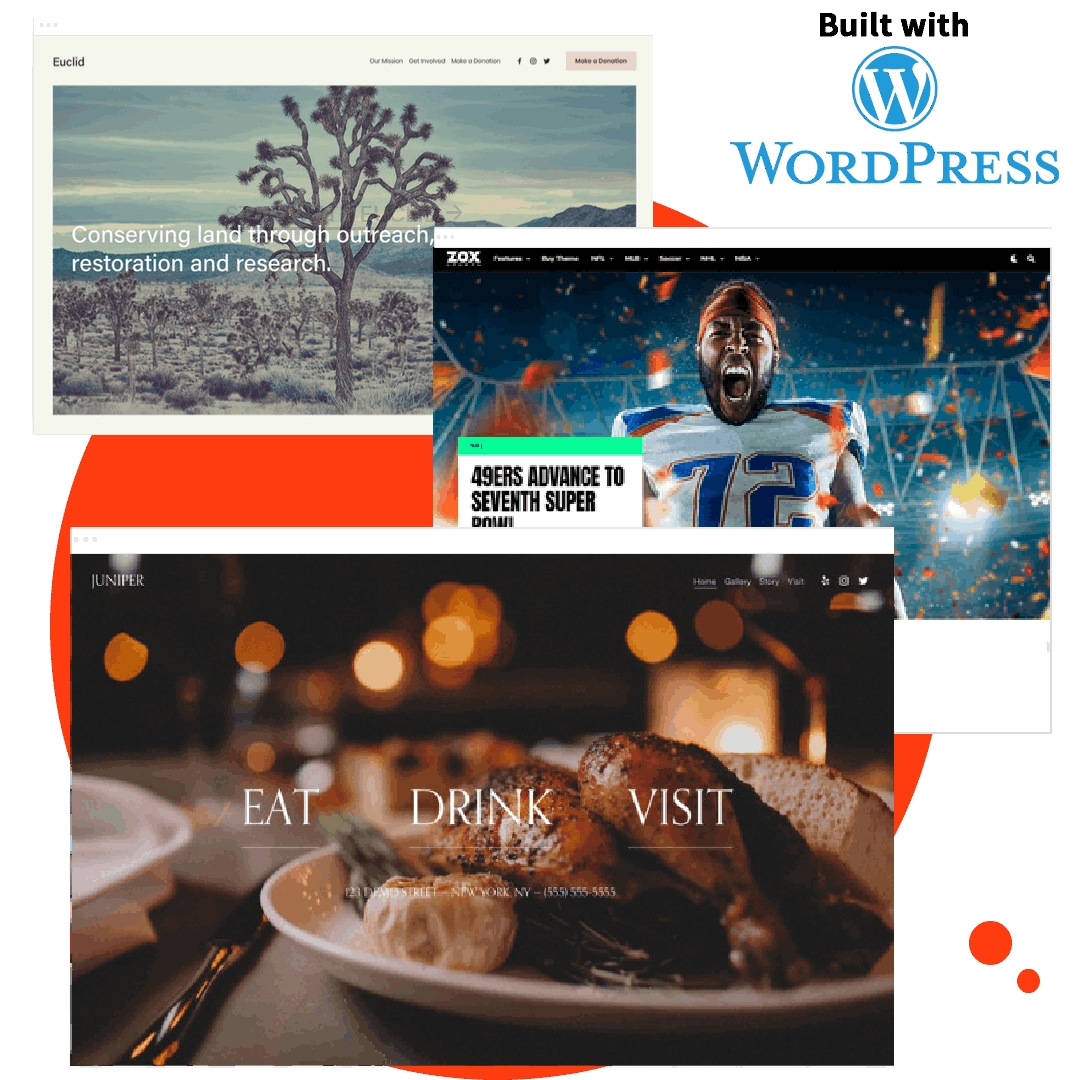 Built with
W
WORDPRESS
Euclid
Our Mission Get Involved Make a Donation
Make a Donation
Conserving land through outreach,
restoration and research.
ZOX
Features Buy Theme NFL MLB Soccer NHL NBA
49ERS ADVANCE TO
SEVENTH SUPER
BOWL
72
JUNIPER
Home Gallery Story Visit
EAT DRINK VISIT
123 DEMO STREET – NEW YORK, NY – (555) 555-5555